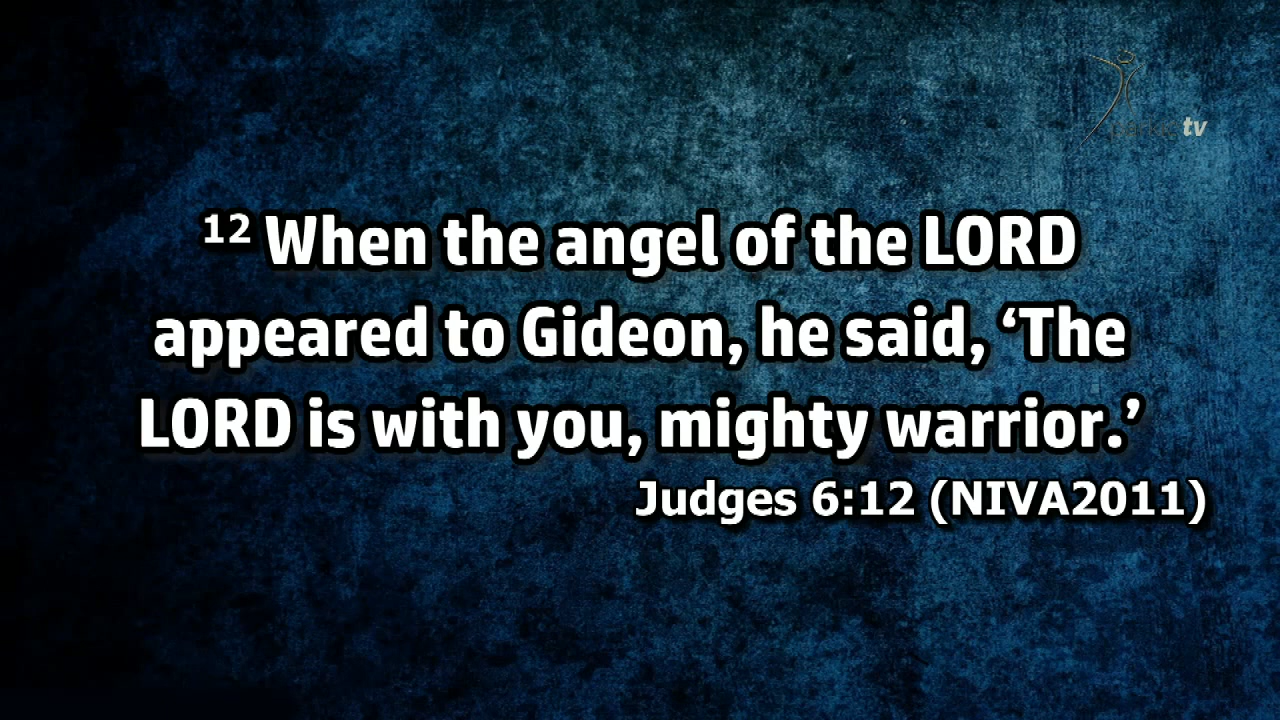 tv
12 When the angel of the LORD
appeared to Gideon, he said, ‘The
LORD is with you, mighty warrior.’
Judges 6:12 (NIVA2011)